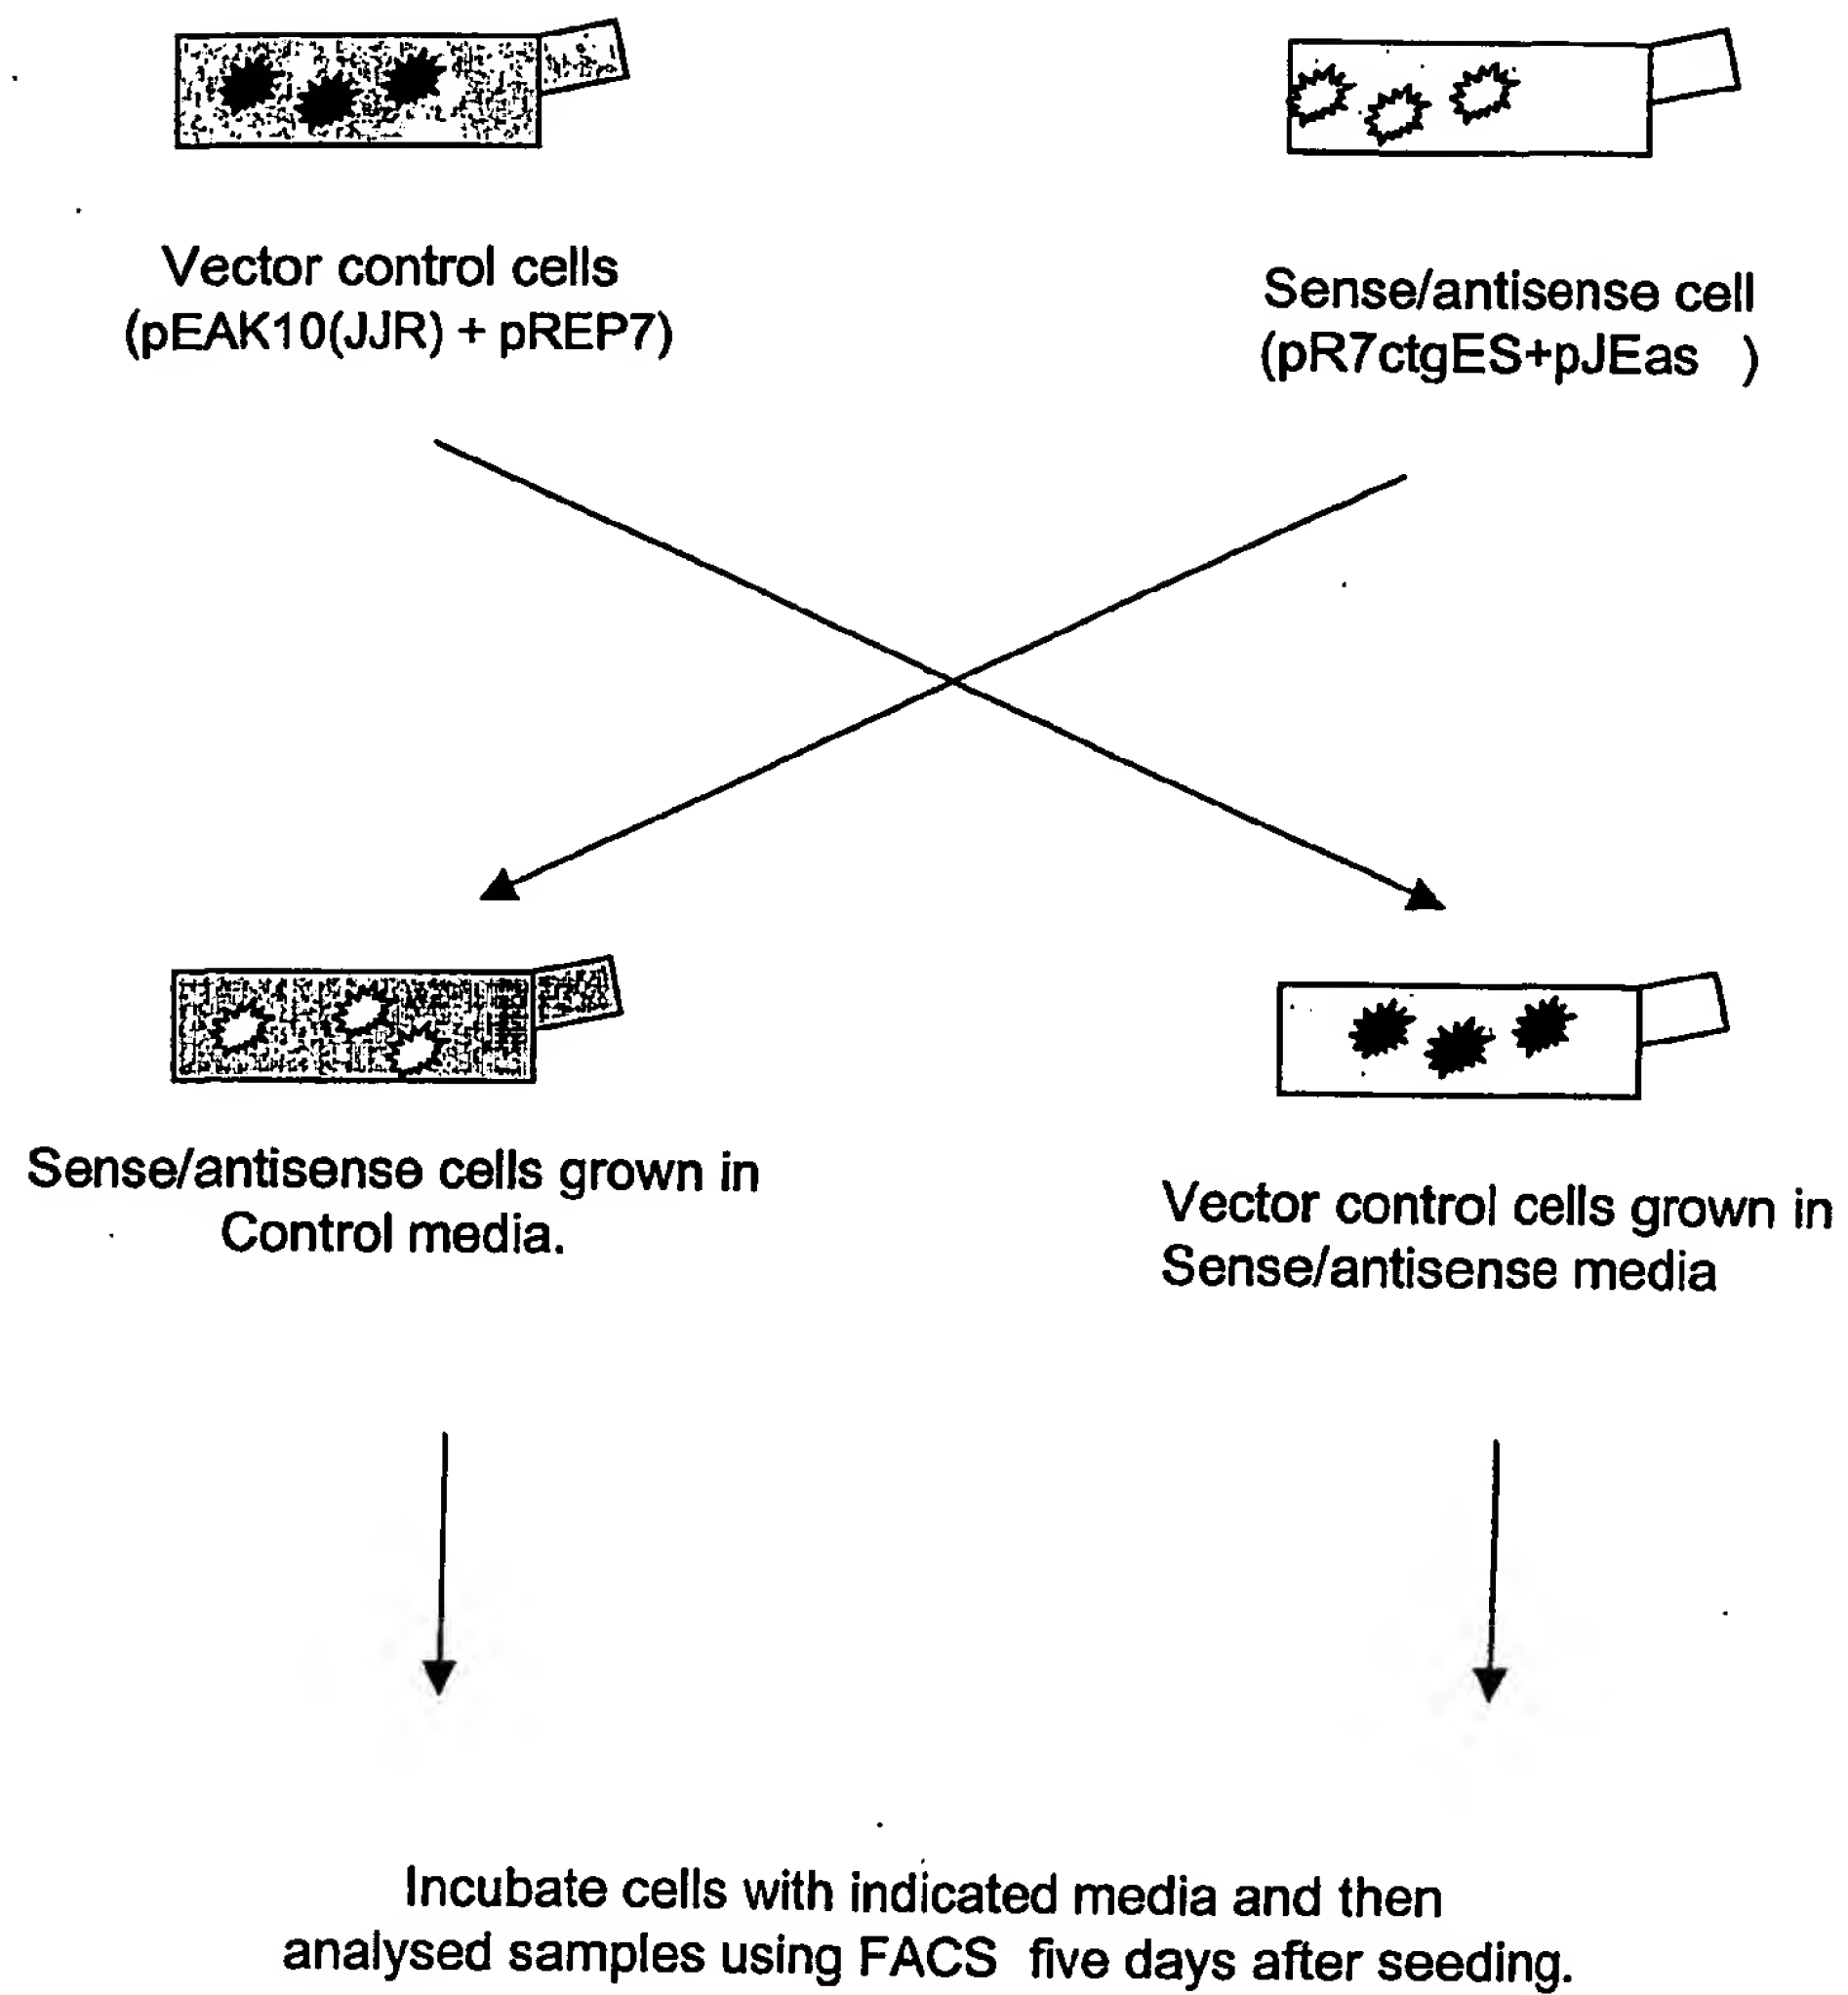 Vector control cells
(pEAK10(JJR) + pREP7)
Sense/antisense cell
(pR7ctgES+pJEas )
Sense/antisense cells grown in
Control media.
Vector control cells grown in
Sense/antisense media
Incubate cells with indicated media and then
analysed samples using FACS five days after seeding.